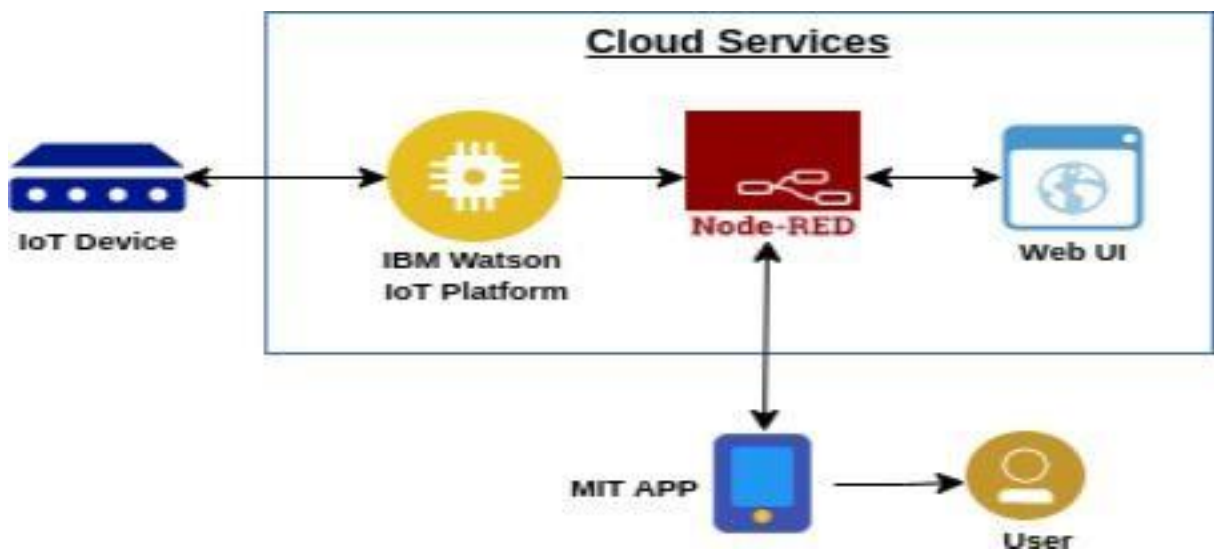 Cloud Services
IoT Device
IBM Watson
IoT Platform
Node-RED
Web UI
MIT APP
User